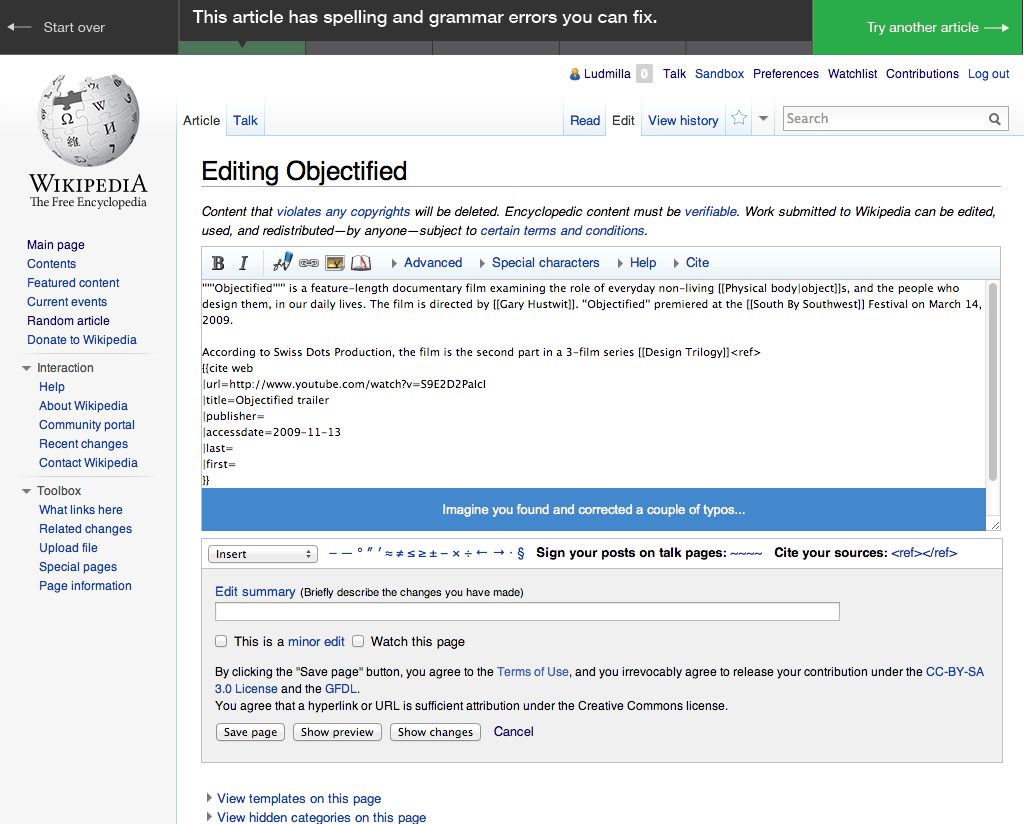 Start over
This article has spelling and grammar errors you can fix.
Try another article
Ludmilla 0 Talk Sandbox Preferences Watchlist Contributions Log out
Article Talk Read Edit View history Search
WIKIPEDIA
The Free Encyclopedia
Main page
Contents
Featured content
Current events
Random article
Donate to Wikipedia
Interaction
Help
About Wikipedia
Community portal
Recent changes
Contact Wikipedia
Toolbox
What links here
Related changes
Upload file
Special pages
Page information
Editing Objectified
Content that violates any copyrights will be deleted. Encyclopedic content must be verifiable. Work submitted to Wikipedia can be edited,
used, and redistributed—by anyone—subject to certain terms and conditions.
B I Advanced Special characters Help Cite
"""Objectified""" is a feature-length documentary film examining the role of everyday non-living [[Physical body|object]]s, and the people who
design them, in our daily lives. The film is directed by [[Gary Hustwit]]. "Objectified" premiered at the [[South By Southwest]] Festival on March 14,
2009.
According to Swiss Dots Production, the film is the second part in a 3-film series [[Design Trilogy]]<ref>
{{cite web
|url=http://www.youtube.com/watch?v=S9E2D2PaIcI
|title=Objectified trailer
|publisher=
|accessdate=2009-11-13
|last=
|first=
}}
Imagine you found and corrected a couple of typos...
Insert – — ° ″ ′ ≈ ≠ ≤ ≥ ± − × ÷ ← → · § Sign your posts on talk pages: ~~~~ Cite your sources: <ref></ref>
Edit summary (Briefly describe the changes you have made)
This is a minor edit Watch this page
By clicking the "Save page" button, you agree to the Terms of Use, and you irrevocably agree to release your contribution under the CC-BY-SA
3.0 License and the GFDL.
You agree that a hyperlink or URL is sufficient attribution under the Creative Commons license.
Save page Show preview Show changes Cancel
View templates on this page
View hidden categories on this page